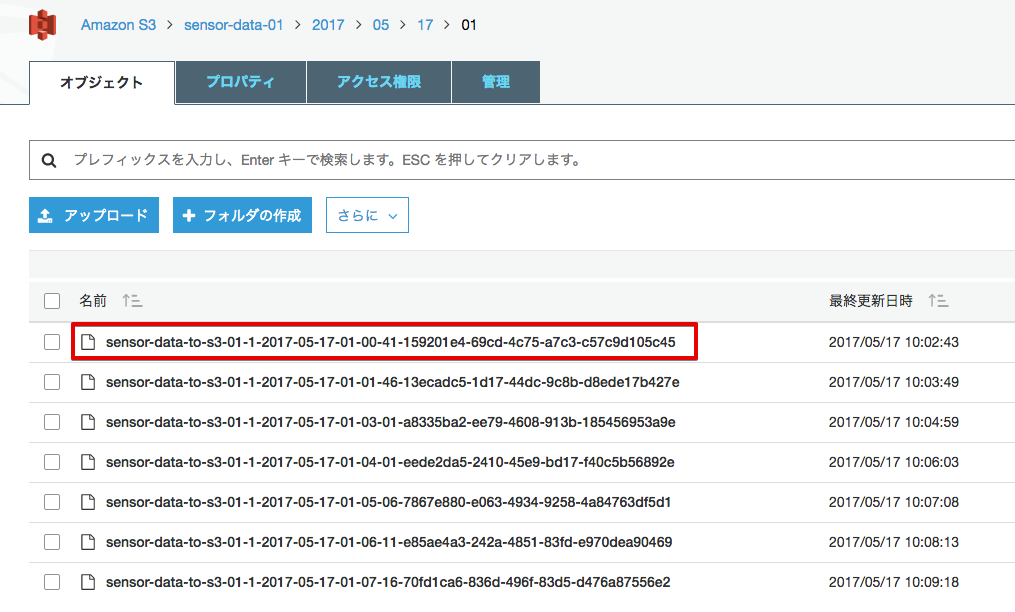 Amazon S3 > sensor-data-01 > 2017 > 05 > 17 > 01
オブジェクト プロパティ アクセス権限 管理
プレフィックスを入力し、Enter キーで検索します。ESC を押してクリアします。
アップロード フォルダの作成 さらに
名前 最終更新日時
sensor-data-to-s3-01-1-2017-05-17-01-00-41-159201e4-69cd-4c75-a7c3-c57c9d105c45 2017/05/17 10:02:43
sensor-data-to-s3-01-1-2017-05-17-01-01-46-13ecadc5-1d17-44dc-9c8b-d8ede17b427e 2017/05/17 10:03:49
sensor-data-to-s3-01-1-2017-05-17-01-03-01-a8335ba2-ee79-4608-913b-185456953a9e 2017/05/17 10:04:59
sensor-data-to-s3-01-1-2017-05-17-01-04-01-eede2da5-2410-45e9-bd17-f40c5b56892e 2017/05/17 10:06:03
sensor-data-to-s3-01-1-2017-05-17-01-05-06-7867e880-e063-4934-9258-4a84763df5d1 2017/05/17 10:07:08
sensor-data-to-s3-01-1-2017-05-17-01-06-11-e85ae4a3-242a-4851-83fd-e970dea90469 2017/05/17 10:08:13
sensor-data-to-s3-01-1-2017-05-17-01-07-16-70fd1ca6-836d-496f-83d5-d476a87556e2 2017/05/17 10:09:18